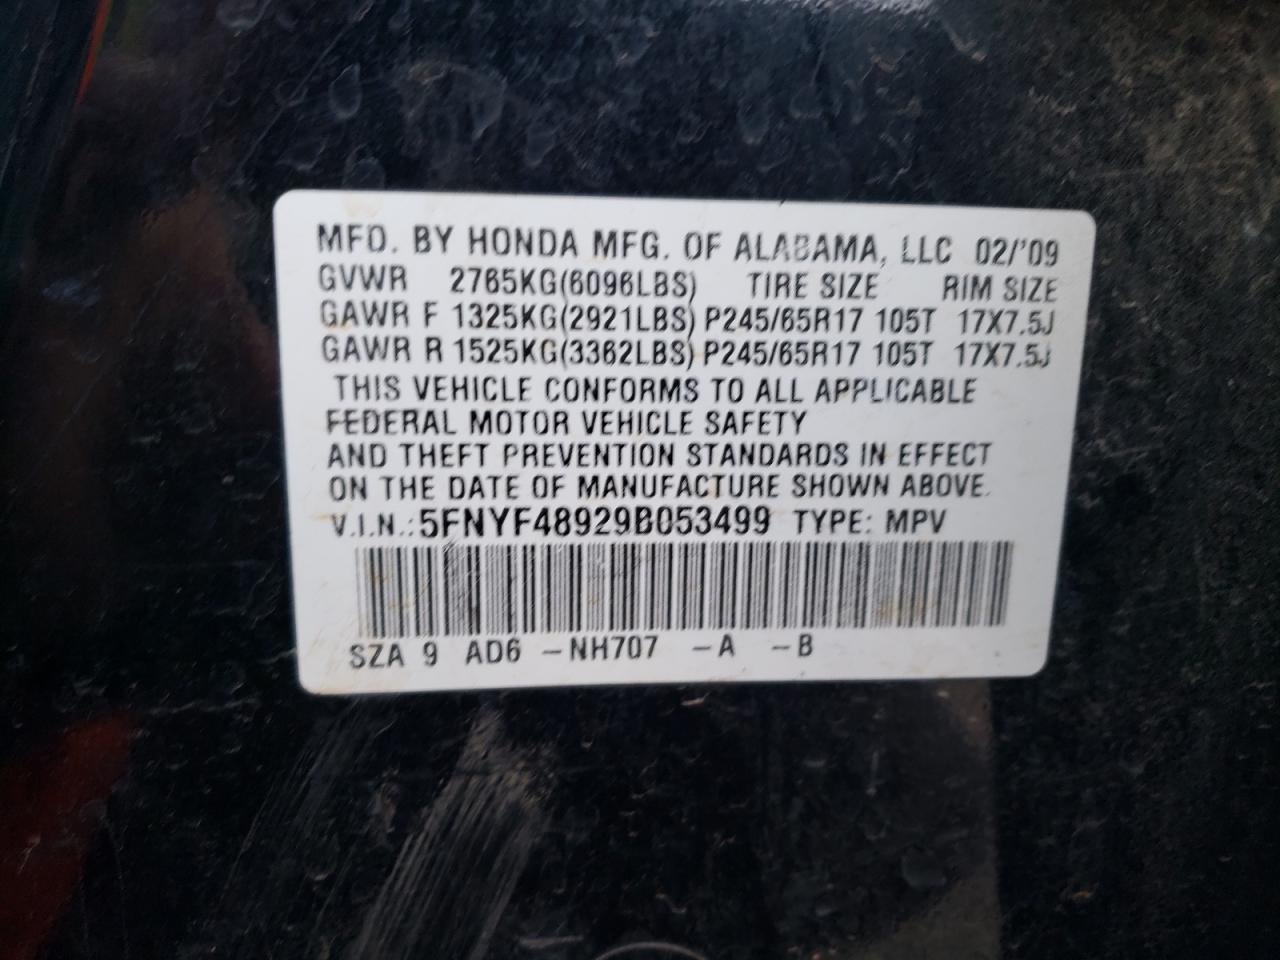 MFD. BY HONDA MFG. OF ALABAMA, LLC 02/'09
GVWR 2765KG(6096LBS) TIRE SIZE RIM SIZE
GAWR F 1325KG(2921LBS) P245/65R17 105T 17X7.5J
GAWR R 1525KG(3362LBS) P245/65R17 105T 17X7.5J
THIS VEHICLE CONFORMS TO ALL APPLICABLE
FEDERAL MOTOR VEHICLE SAFETY
AND THEFT PREVENTION STANDARDS IN EFFECT
ON THE DATE OF MANUFACTURE SHOWN ABOVE.
V.I.N.: 5FNYF48929B053499 TYPE: MPV
SZA 9 AD6 -NH707 -A -B